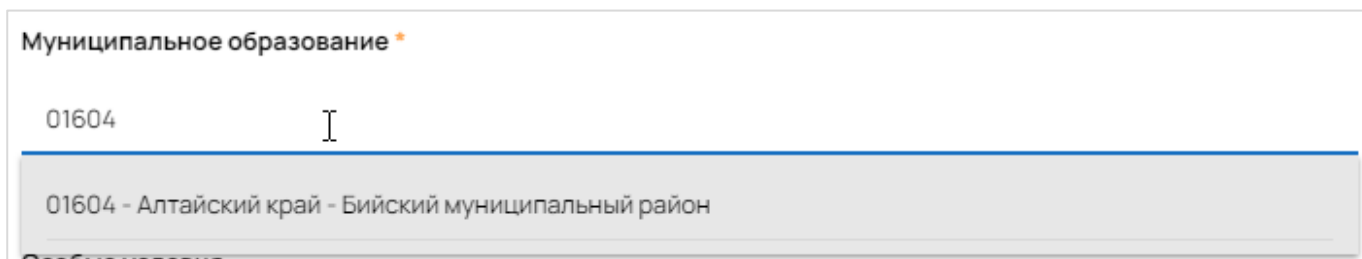 Муниципальное образование *
01604
01604 - Алтайский край - Бийский муниципальный район